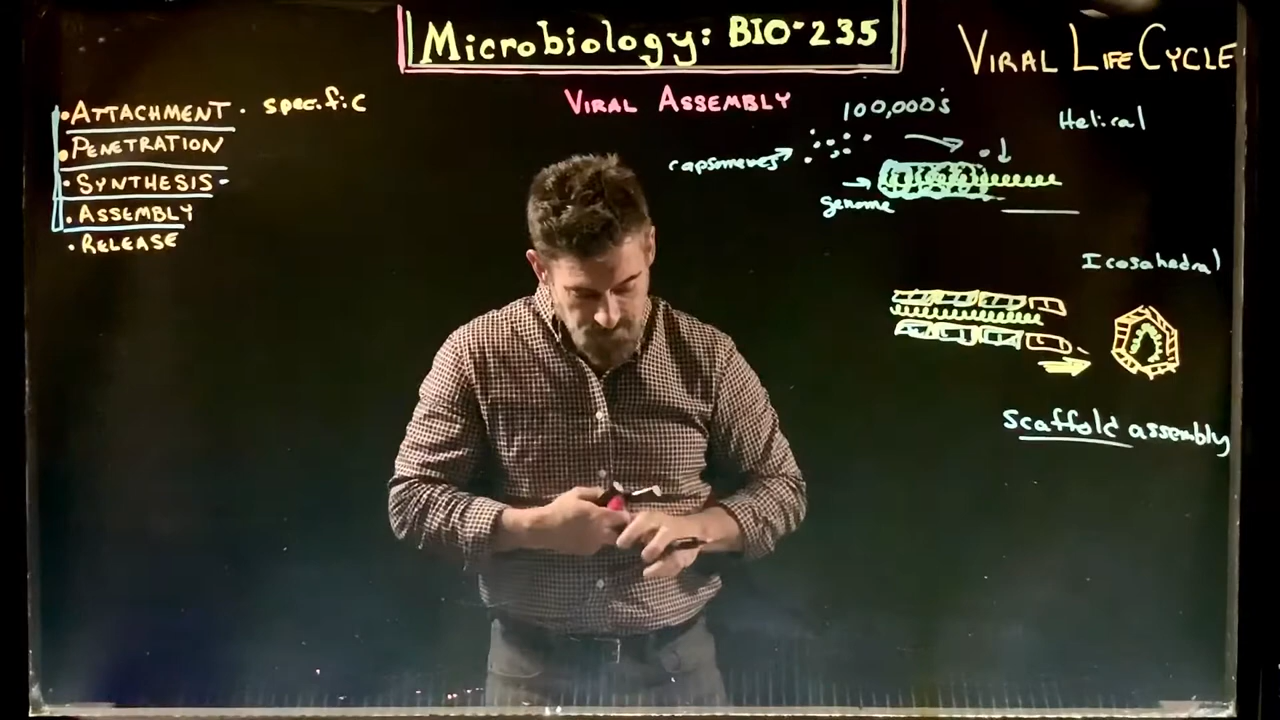 Microbiology: BIO-235
VIRAL LIFE CYCLE
VIRAL ASSEMBLY
• ATTACHMENT • specific
• PENETRATION
• SYNTHESIS •
• ASSEMBLY
• RELEASE
100,000's
Helical
capsomeres
genome
Icosahedral
Scaffold assembly